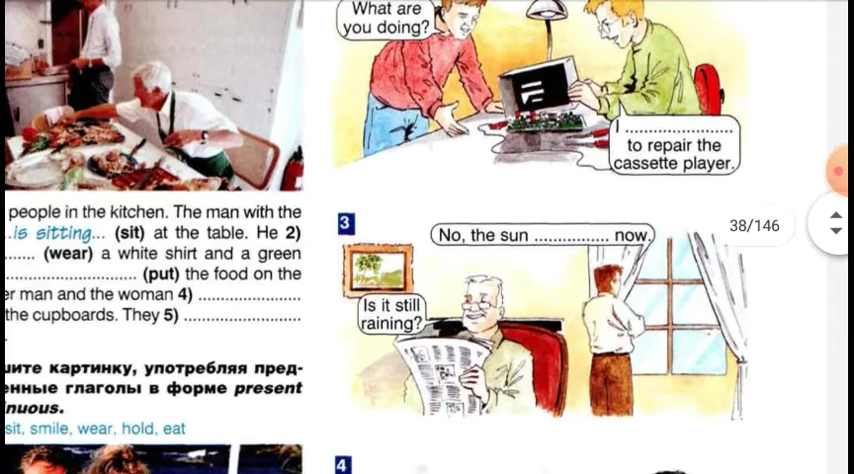 people in the kitchen. The man with the
..is sitting... (sit) at the table. He 2)
....... (wear) a white shirt and a green
............................... (put) the food on the
man and the woman 4) ........................
the cupboards. They 5) ...........................
картинку, употребляя пред-
глаголы в форме present
sit, smile, wear, hold, eat
What are
you doing?
I ..........................
to repair the
cassette player.
3
No, the sun ................. now.
Is it still
raining?
4
38/146